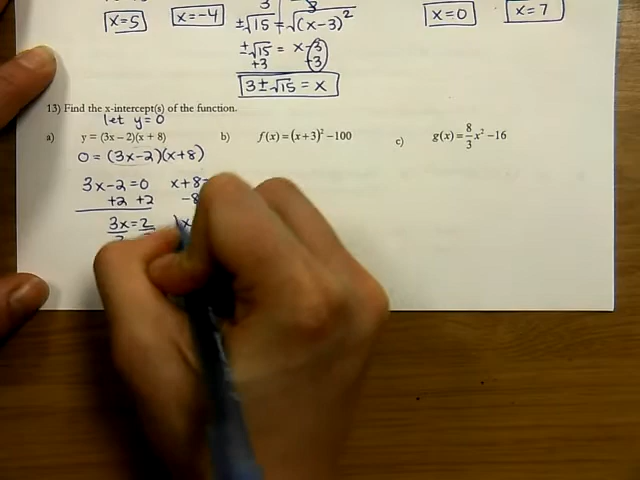 x=5 x=-4 ±√15 = √(x-3)² x=0 x=7
±√15 = x-3
+3 +3
3±√15 = x
13) Find the x-intercept(s) of the function.
let y=0
a) y = (3x – 2)(x + 8) b) f(x) = (x+3)² –100 c) g(x) = 8/3 x² –16
0 = (3x-2)(x+8)
3x-2=0 x+8=
+2 +2 -8
3x=2 x